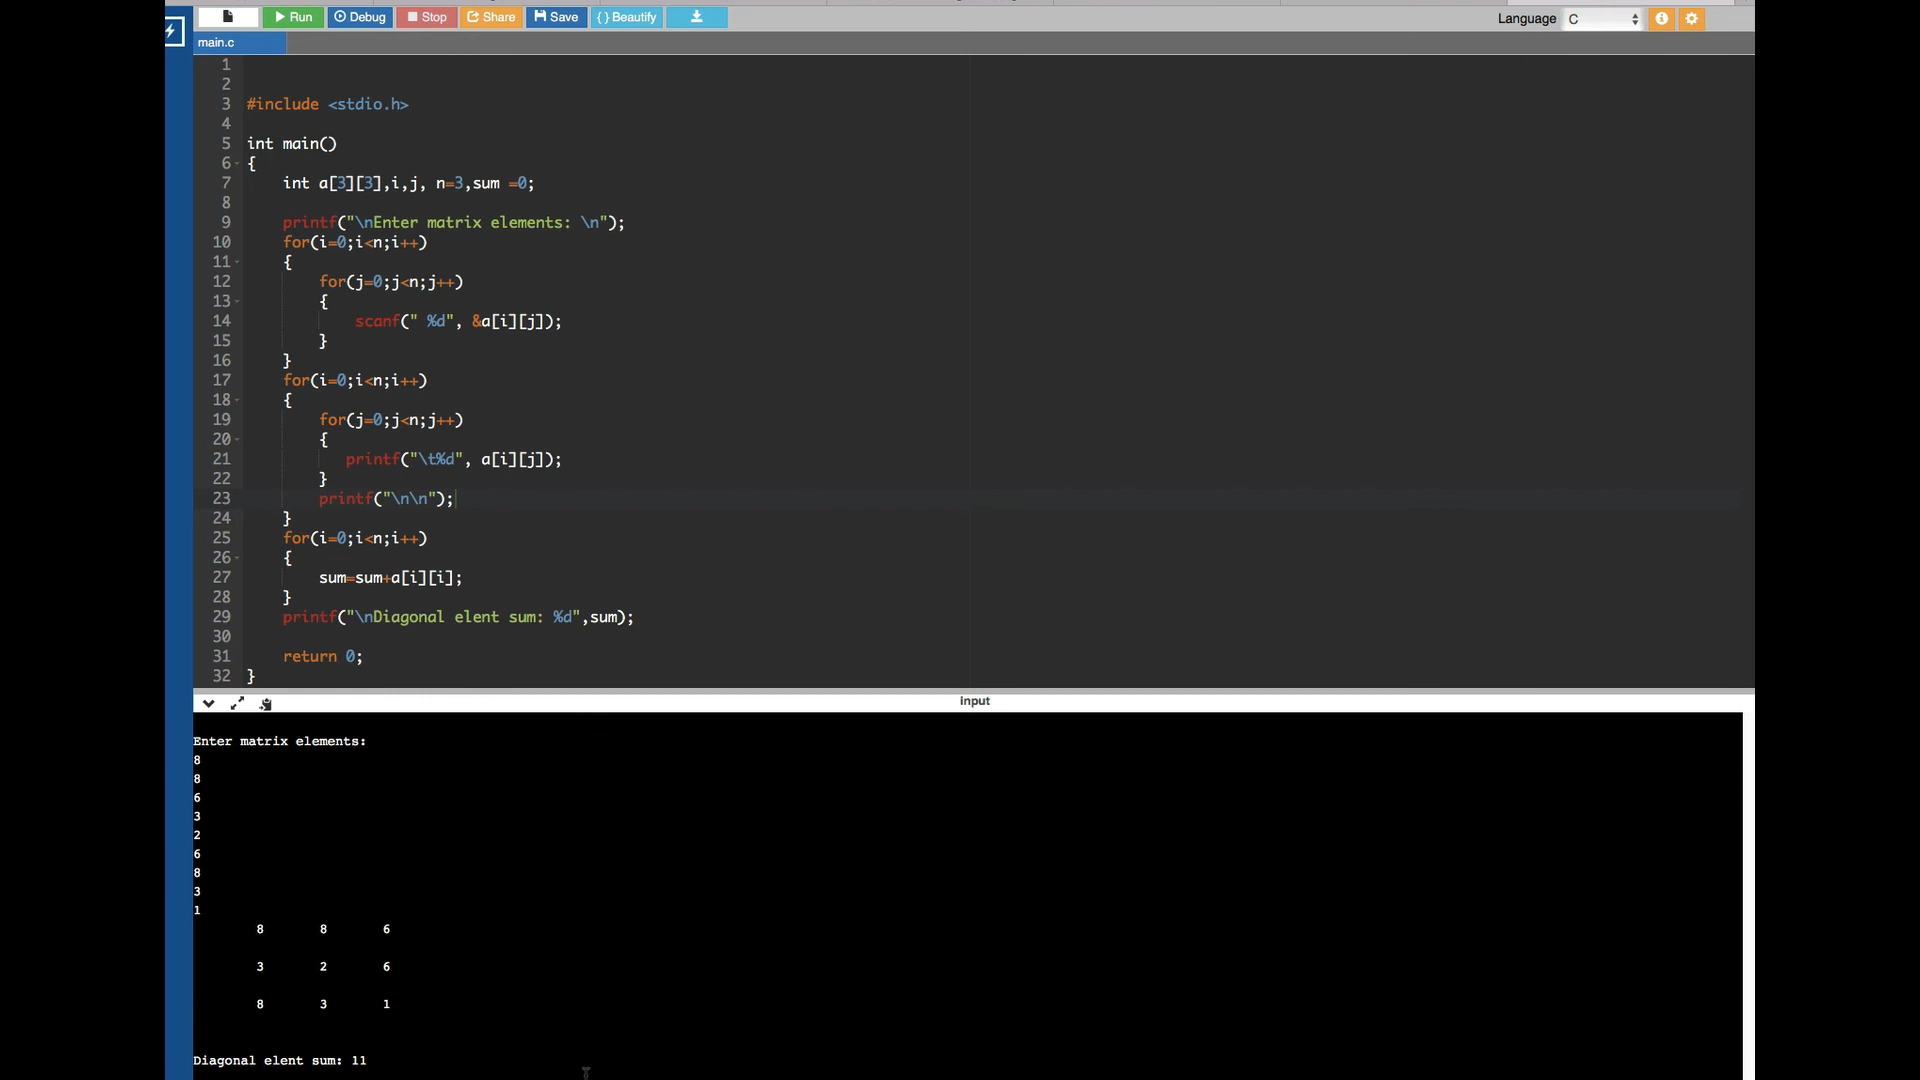 Run Debug Stop Share Save { } Beautify Language C
main.c
1
2
3 #include <stdio.h>
4
5 int main()
6 {
7 int a[3][3],i,j, n=3,sum =0;
8
9 printf("\nEnter matrix elements: \n");
10 for(i=0;i<n;i++)
11 {
12 for(j=0;j<n;j++)
13 {
14 scanf(" %d", &a[i][j]);
15 }
16 }
17 for(i=0;i<n;i++)
18 {
19 for(j=0;j<n;j++)
20 {
21 printf("\t%d", a[i][j]);
22 }
23 printf("\n\n");
24 }
25 for(i=0;i<n;i++)
26 {
27 sum=sum+a[i][i];
28 }
29 printf("\nDiagonal elent sum: %d",sum);
30
31 return 0;
32 }
input
Enter matrix elements:
8
8
6
3
2
6
8
3
1
8 8 6
3 2 6
8 3 1
Diagonal elent sum: 11